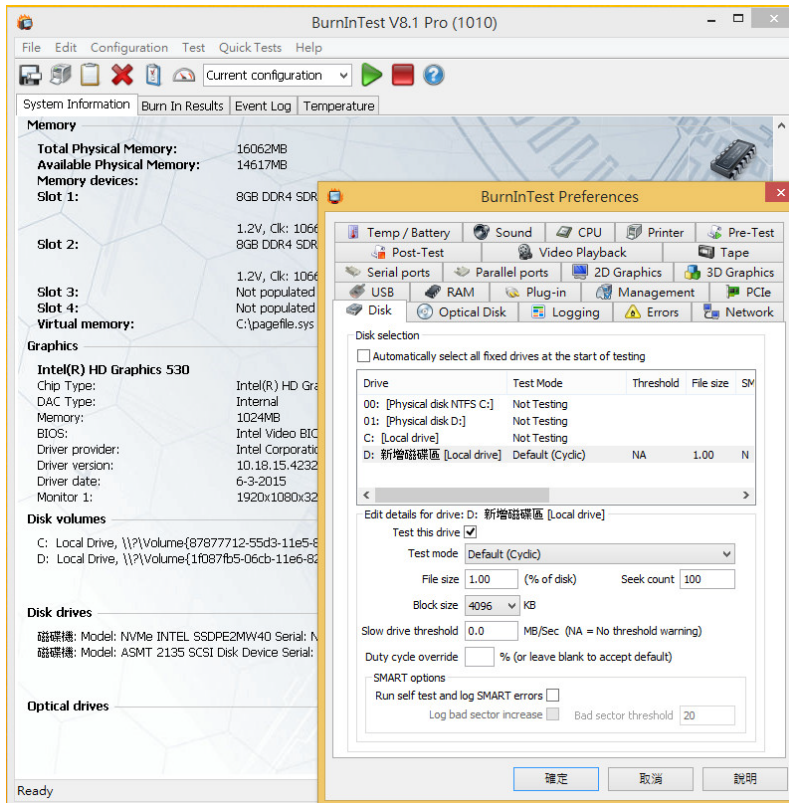 BurnInTest V8.1 Pro (1010)
File Edit Configuration Test Quick Tests Help
Current configuration
System Information Burn In Results Event Log Temperature
Memory
Total Physical Memory: 16062MB
Available Physical Memory: 14617MB
Memory devices:
Slot 1: 8GB DDR4 SDR
1.2V, Clk: 1066
Slot 2: 8GB DDR4 SDR
1.2V, Clk: 1066
Slot 3: Not populated
Slot 4: Not populated
Virtual memory: C:\pagefile.sys
Graphics
Intel(R) HD Graphics 530
Chip Type: Intel(R) HD Gra
DAC Type: Internal
Memory: 1024MB
BIOS: Intel Video BIO
Driver provider: Intel Corporatio
Driver version: 10.18.15.4232
Driver date: 6-3-2015
Monitor 1: 1920x1080x32
Disk volumes
C: Local Drive, \\?\Volume{87877712-55d3-11e5-8
D: Local Drive, \\?\Volume{1f087fb5-06cb-11e6-82
Disk drives
磁碟機: Model: NVMe INTEL SSDPE2MW40 Serial: N
磁碟機: Model: ASMT 2135 SCSI Disk Device Serial:
Optical drives
Ready
BurnInTest Preferences
Temp / Battery Sound CPU Printer Pre-Test
Post-Test Video Playback Tape
Serial ports Parallel ports 2D Graphics 3D Graphics
USB RAM Plug-in Management PCIe
Disk Optical Disk Logging Errors Network
Disk selection
Automatically select all fixed drives at the start of testing
Drive Test Mode Threshold File size SM
00: [Physical disk NTFS C:] Not Testing
01: [Physical disk D:] Not Testing
C: [Local drive] Not Testing
D: 新增磁碟區 [Local drive] Default (Cyclic) NA 1.00 N
Edit details for drive: D: 新增磁碟區 [Local drive]
Test this drive
Test mode Default (Cyclic)
File size 1.00 (% of disk) Seek count 100
Block size 4096 KB
Slow drive threshold 0.0 MB/Sec (NA = No threshold warning)
Duty cycle override % (or leave blank to accept default)
SMART options
Run self test and log SMART errors
Log bad sector increase Bad sector threshold 20
確定 取消 說明